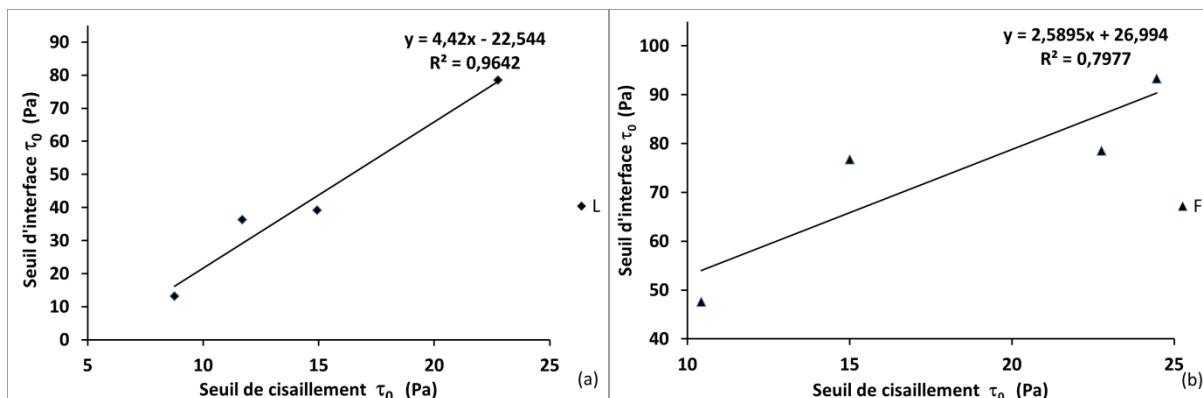 y = 4,42x - 22,544
R² = 0,9642
Seuil d'interface τ₀ (Pa)
90
80
70
60
50
40
30
20
10
0
5
10
15
20
25
Seuil de cisaillement τ₀ (Pa)
L
(a)
y = 2,5895x + 26,994
R² = 0,7977
Seuil d'interface τ₀ (Pa)
100
90
80
70
60
50
40
10
15
20
25
Seuil de cisaillement τ₀ (Pa)
F
(b)